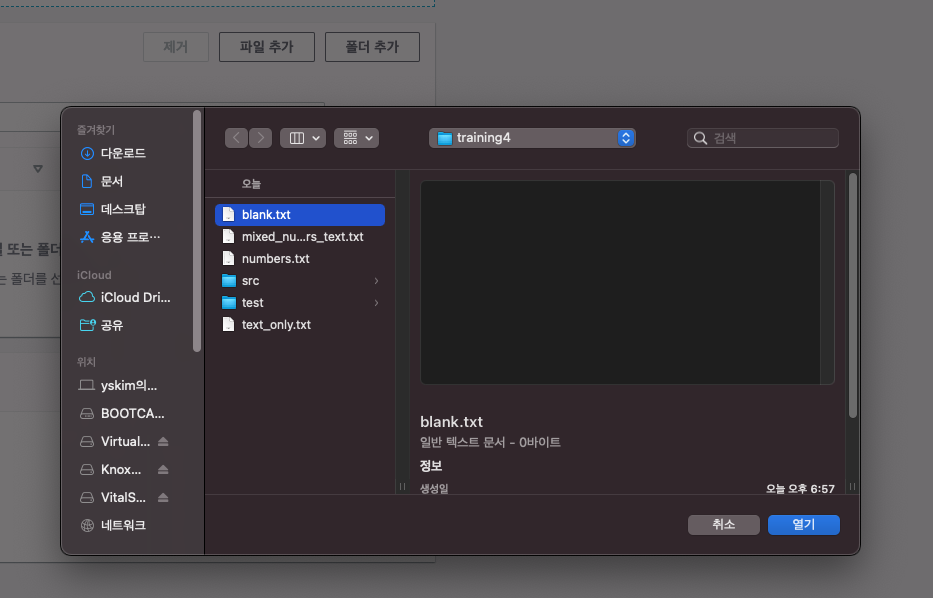 제거
파일 추가
폴더 추가
또는 폴더
는 폴더를 선
즐겨찾기
다운로드
문서
데스크탑
응용 프로…
iCloud
iCloud Dri...
공유
위치
yskim의...
BOOTCA...
Virtual...
Knox...
VitalS...
네트워크
training4
검색
오늘
blank.txt
mixed_nu...rs_text.txt
numbers.txt
src
test
text_only.txt
blank.txt
일반 텍스트 문서 - 0바이트
정보
생성일
오늘 오후 6:57
취소
열기